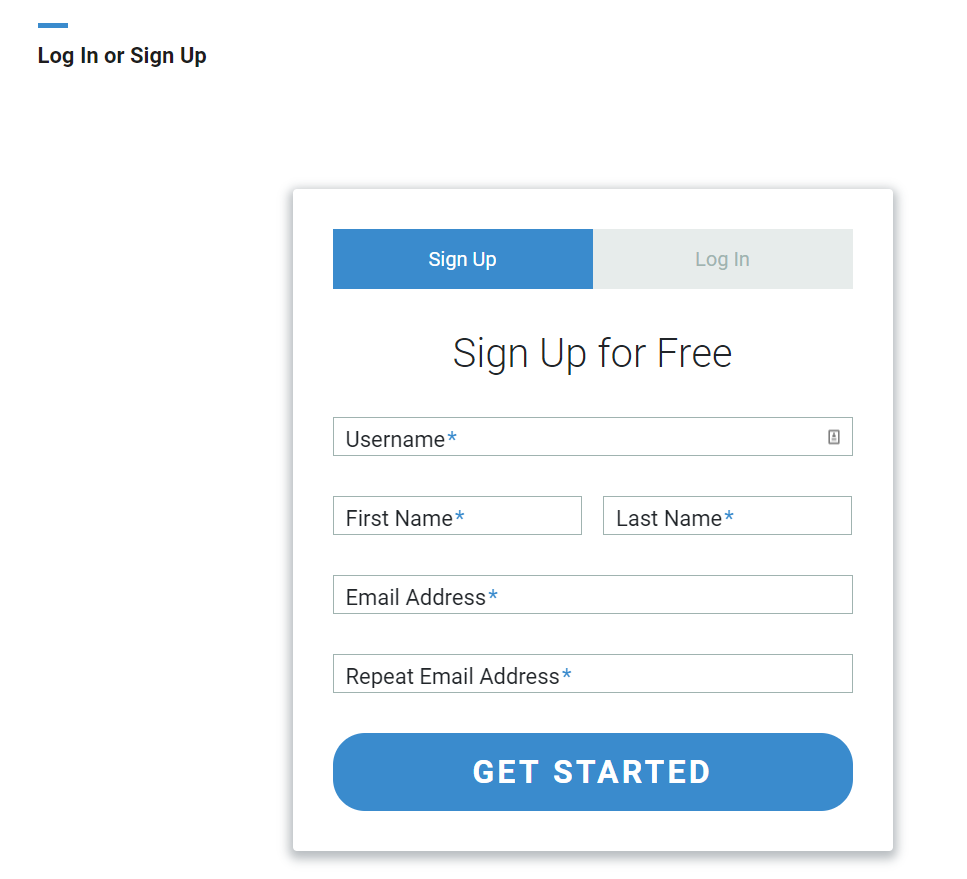 Log In or Sign Up
Sign Up Log In
Sign Up for Free
Username*
First Name* Last Name*
Email Address*
Repeat Email Address*
GET STARTED